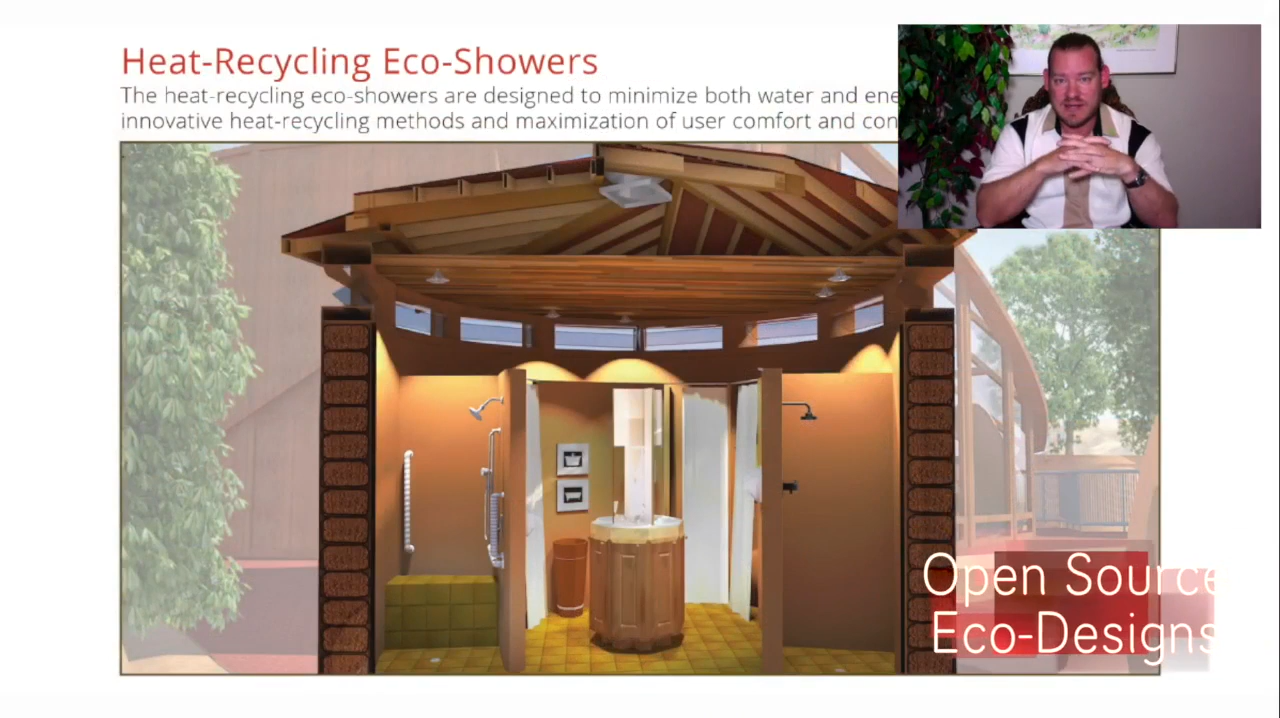 Heat-Recycling Eco-Showers
The heat-recycling eco-showers are designed to minimize both water and ene
innovative heat-recycling methods and maximization of user comfort and con
Open Source
Eco-Designs